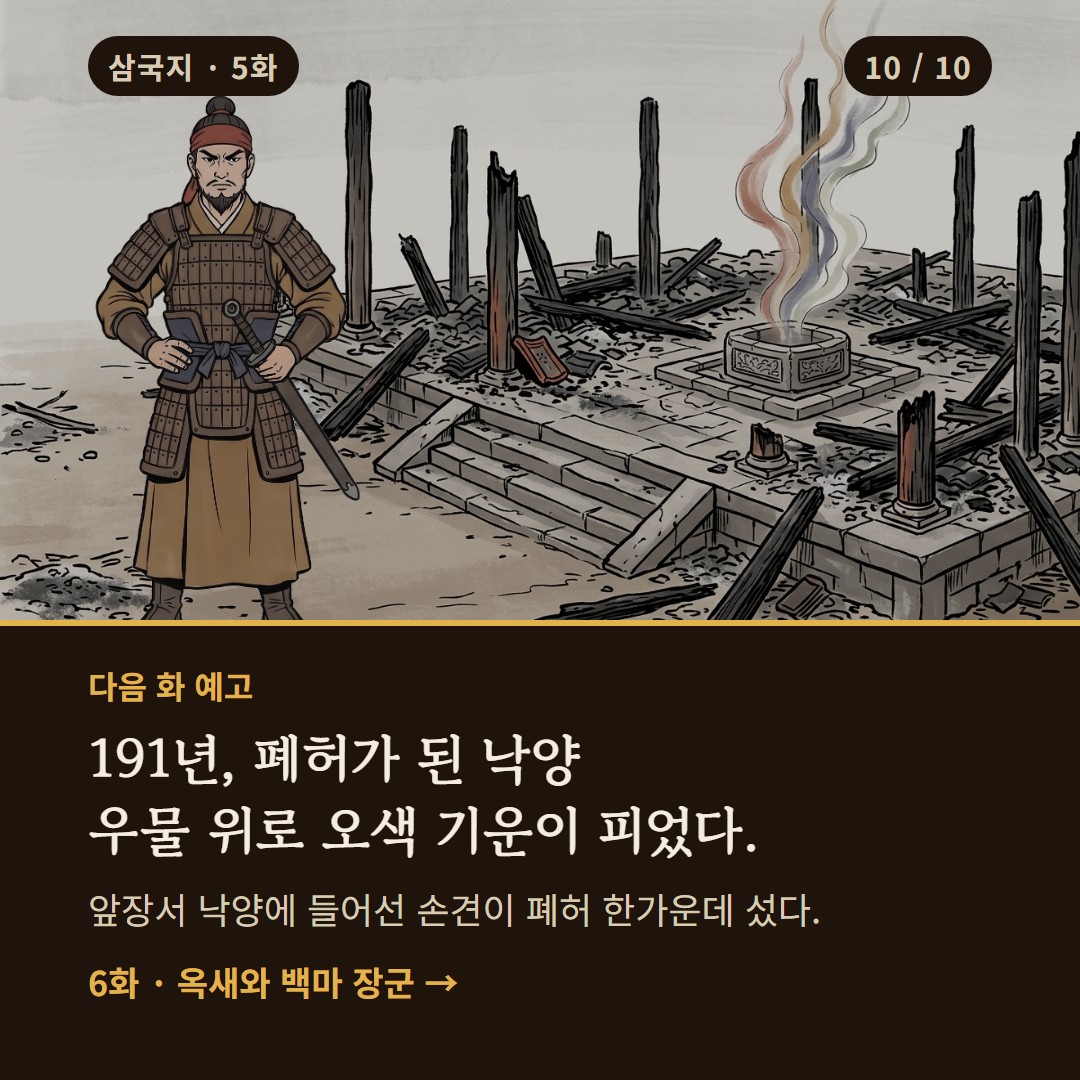 삼국지 · 5화
10 / 10
다음 화 예고
191년, 폐허가 된 낙양
우물 위로 오색 기운이 피었다.
앞장서 낙양에 들어선 손견이 폐허 한가운데 섰다.
6화 · 옥새와 백마 장군 →